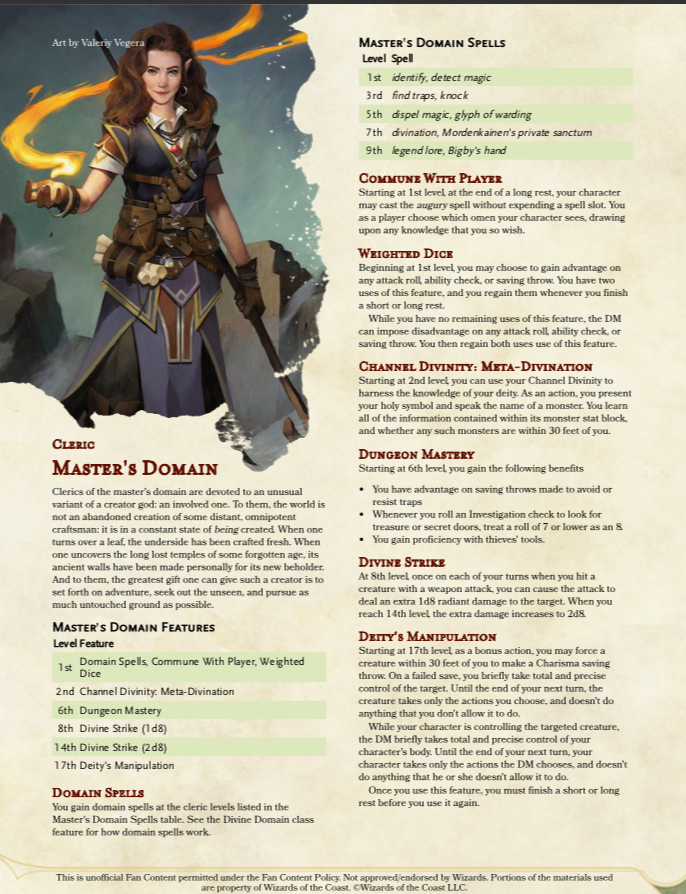 Art by Valeriy Vegera
Cleric
Master's Domain
Clerics of the master's domain are devoted to an unusual
variant of a creator god: an involved one. To them, the world is
not an abandoned creation of some distant, omnipotent
craftsman: it is in a constant state of being created. When one
turns over a leaf, the underside has been crafted fresh. When
one uncovers the long lost temples of some forgotten age, its
ancient walls have been made personally for its new beholder.
And to them, the greatest gift one can give such a creator is to
set forth on adventure, seek out the unseen, and pursue as
much untouched ground as possible.
Master's Domain Features
Level Feature
1st Domain Spells, Commune With Player, Weighted
Dice
2nd Channel Divinity: Meta-Divination
6th Dungeon Mastery
8th Divine Strike (1d8)
14th Divine Strike (2d8)
17th Deity's Manipulation
Domain Spells
You gain domain spells at the cleric levels listed in the
Master's Domain Spells table. See the Divine Domain class
feature for how domain spells work.
Master's Domain Spells
Level Spell
1st identify, detect magic
3rd find traps, knock
5th dispel magic, glyph of warding
7th divination, Mordenkainen's private sanctum
9th legend lore, Bigby's hand
Commune With Player
Starting at 1st level, at the end of a long rest, your character
may cast the augury spell without expending a spell slot. You
as a player choose which omen your character sees, drawing
upon any knowledge that you so wish.
Weighted Dice
Beginning at 1st level, you may choose to gain advantage on
any attack roll, ability check, or saving throw. You have two
uses of this feature, and you regain them whenever you finish
a short or long rest.
While you have no remaining uses of this feature, the DM
can impose disadvantage on any attack roll, ability check, or
saving throw. You then regain both uses use of this feature.
Channel Divinity: Meta-Divination
Starting at 2nd level, you can use your Channel Divinity to
harness the knowledge of your deity. As an action, you present
your holy symbol and speak the name of a monster. You learn
all of the information contained within its monster stat block,
and whether any such monsters are within 30 feet of you.
Dungeon Mastery
Starting at 6th level, you gain the following benefits
• You have advantage on saving throws made to avoid or
resist traps
• Whenever you roll an Investigation check to look for
treasure or secret doors, treat a roll of 7 or lower as an 8.
• You gain proficiency with thieves' tools.
Divine Strike
At 8th level, once on each of your turns when you hit a
creature with a weapon attack, you can cause the attack to
deal an extra 1d8 radiant damage to the target. When you
reach 14th level, the extra damage increases to 2d8.
Deity's Manipulation
Starting at 17th level, as a bonus action, you may force a
creature within 30 feet of you to make a Charisma saving
throw. On a failed save, you briefly take total and precise
control of the target. Until the end of your next turn, the
creature takes only the actions you choose, and doesn't do
anything that you don't allow it to do.
While your character is controlling the targeted creature,
the DM briefly takes total and precise control of your
character's body. Until the end of your next turn, your
character takes only the actions the DM chooses, and doesn't
do anything that he or she doesn't allow it to do.
Once you use this feature, you must finish a short or long
rest before you use it again.
This is unofficial Fan Content permitted under the Fan Content Policy. Not approved/endorsed by Wizards. Portions of the materials used
are property of Wizards of the Coast. ©Wizards of the Coast LLC.